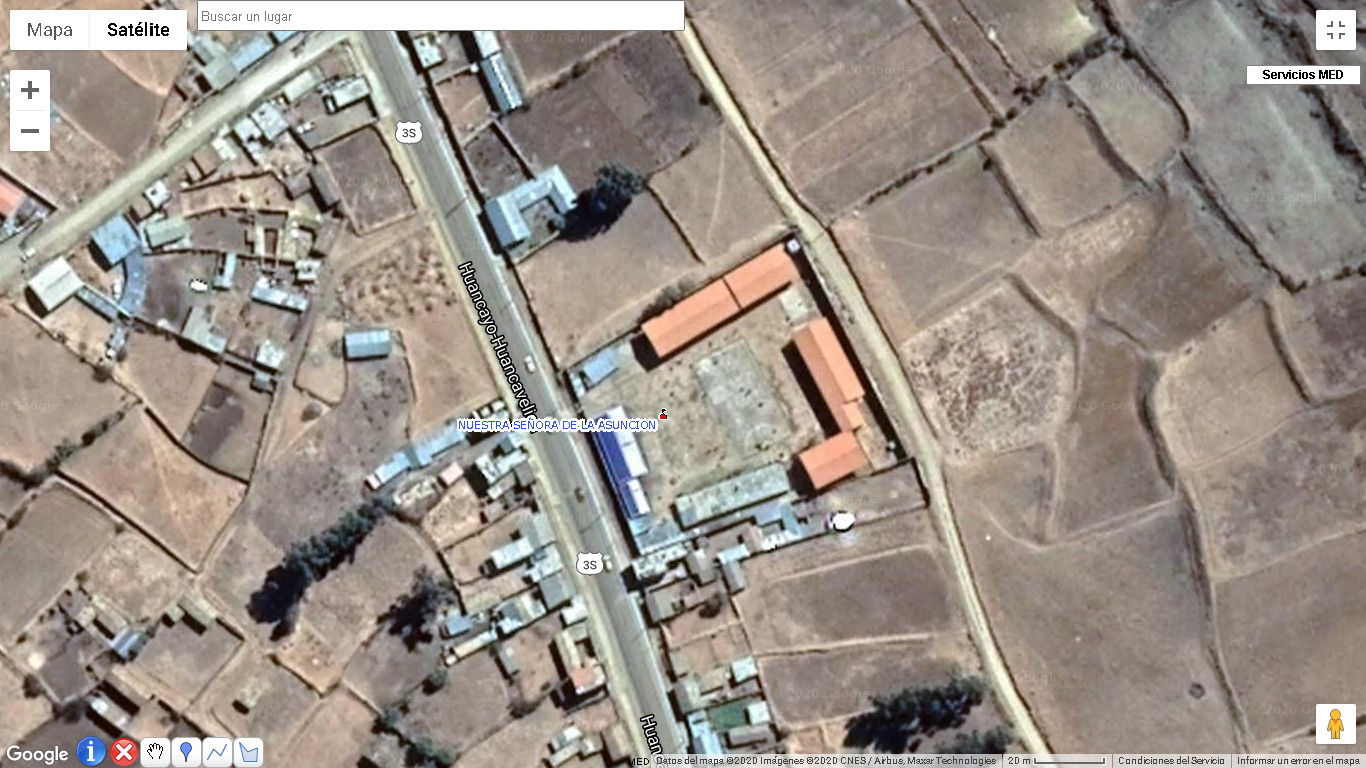 Mapa
Satélite
Buscar un lugar
Servicios MED
3S
Huancayo-Huancaveli
NUESTRA SEÑORA DE LA ASUNCION
3S
Huan
Google
MED
Datos del mapa ©2020 Imágenes ©2020 CNES / Airbus, Maxar Technologies
20 m
Condiciones del Servicio
Informar un error en el mapa